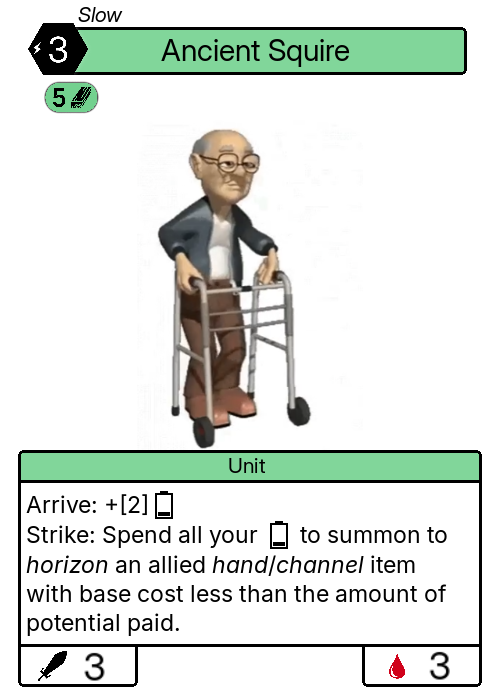 Slow
3 Ancient Squire
5
Unit
Arrive: +[2]
Strike: Spend all your to summon to
horizon an allied hand/channel item
with base cost less than the amount of
potential paid.
3 3